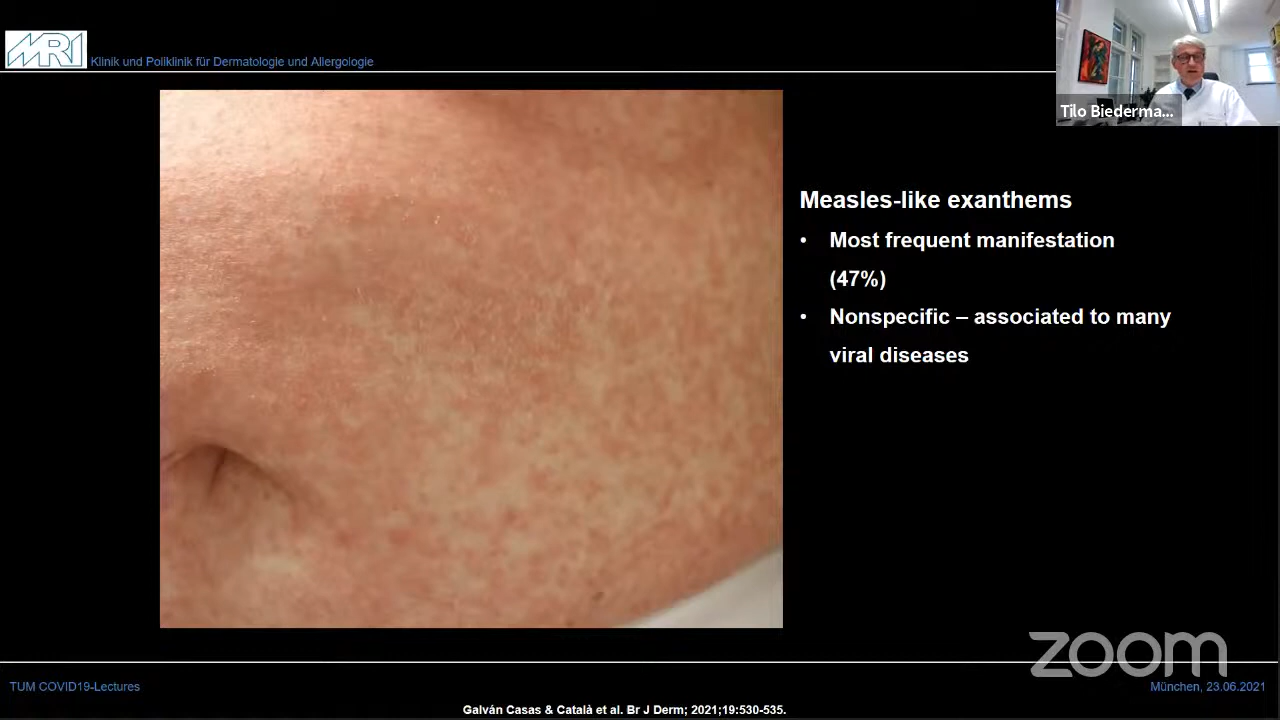 MRI
Klinik und Poliklinik für Dermatologie und Allergologie
Tilo Biederma...
Measles-like exanthems
• Most frequent manifestation
(47%)
• Nonspecific – associated to many
viral diseases
zoom
TUM COVID19-Lectures
München, 23.06.2021
Galván Casas & Català et al. Br J Derm; 2021;19:530-535.